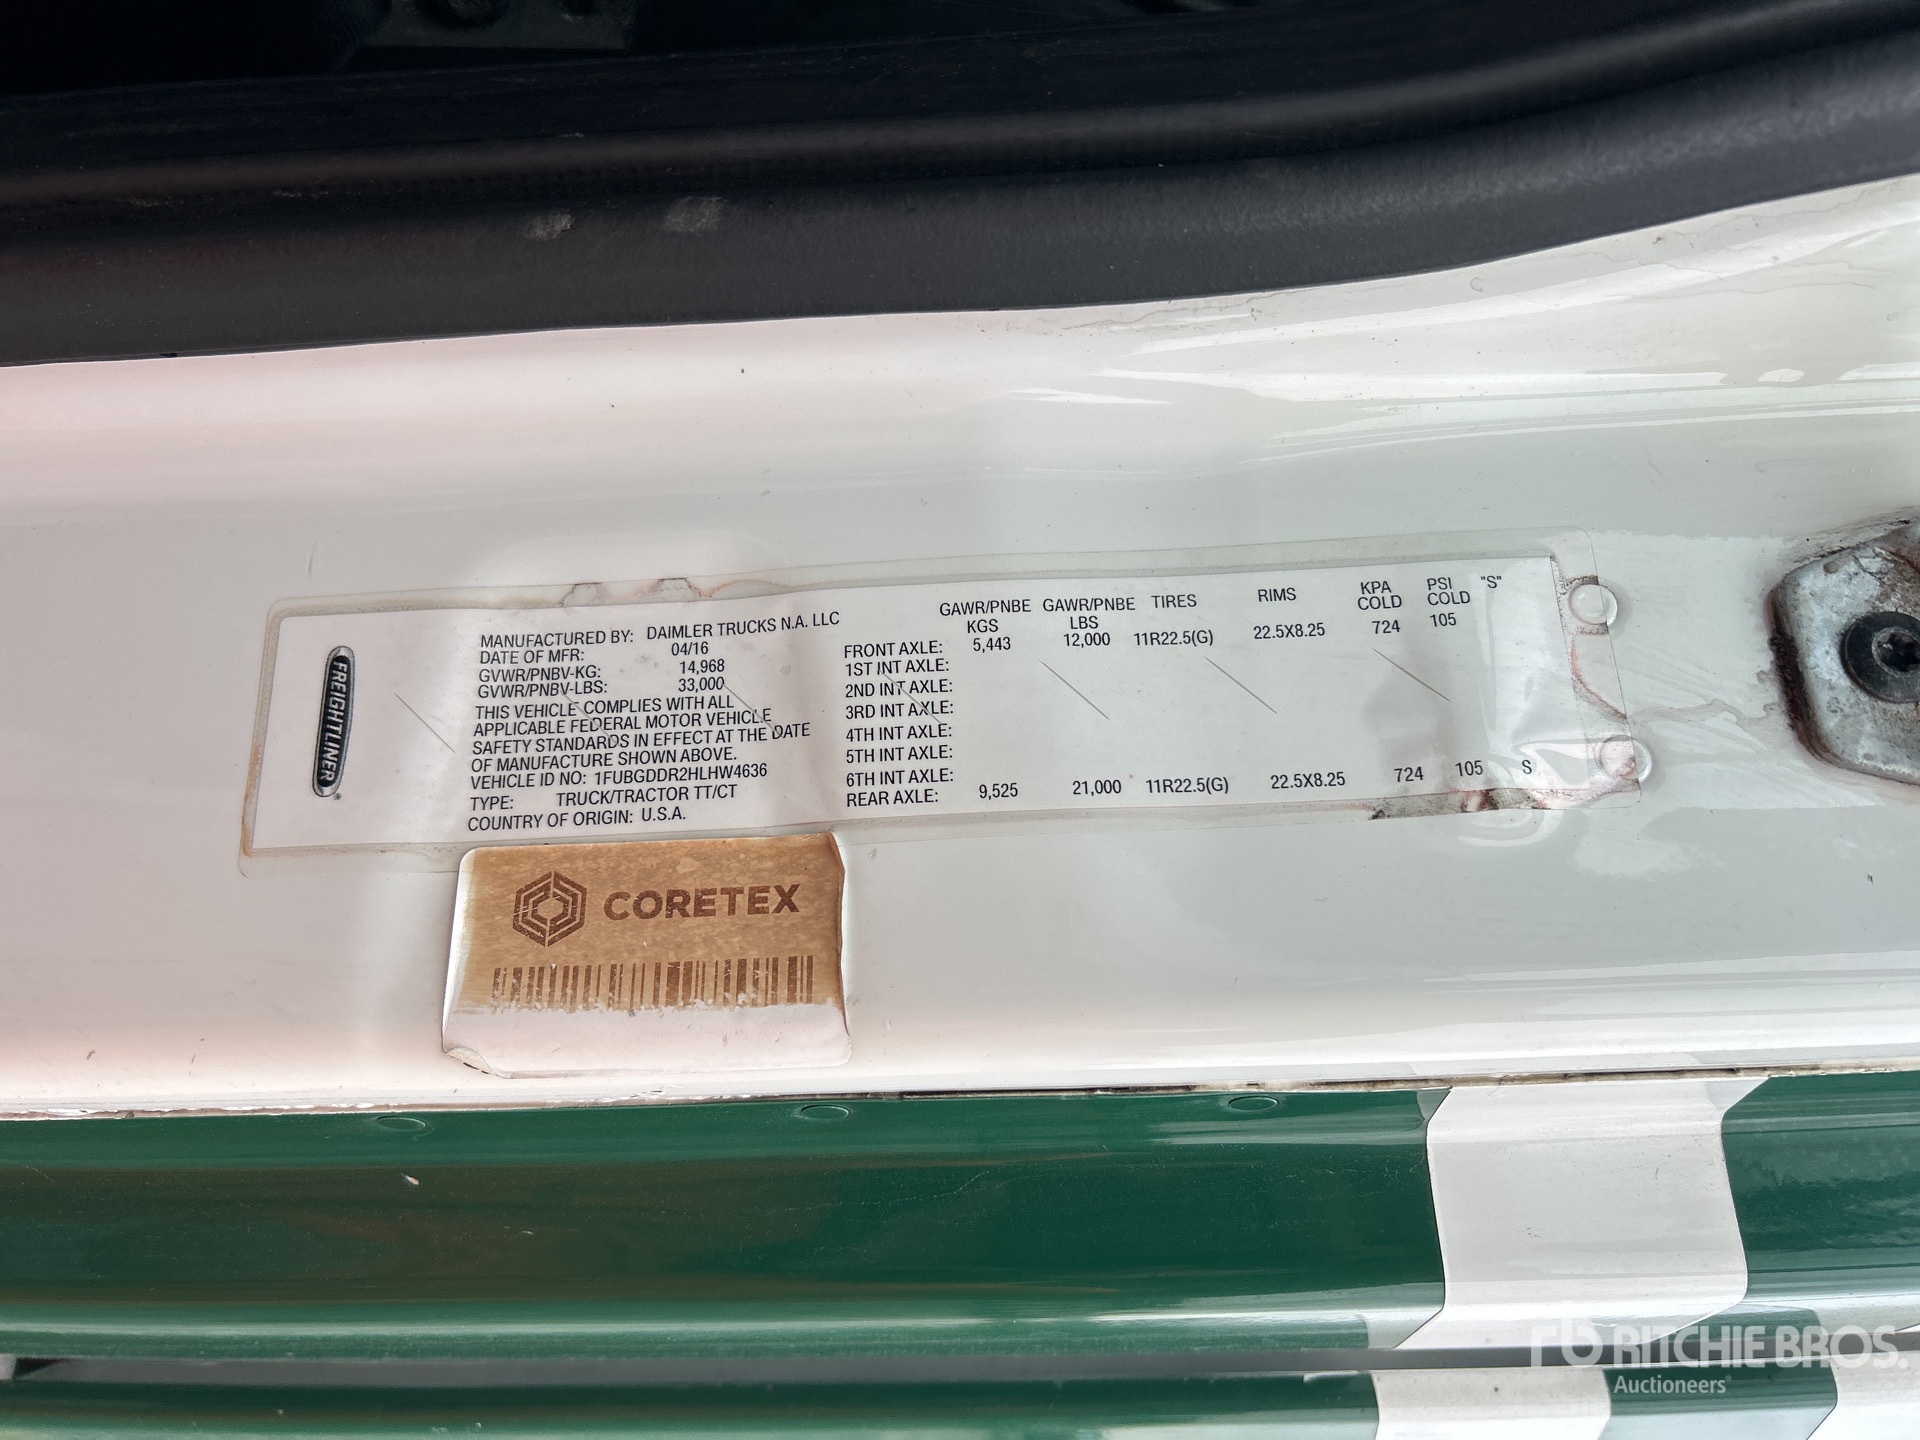 FREIGHTLINER®
MANUFACTURED BY: DAIMLER TRUCKS N.A. LLC
DATE OF MFR: 04/16
GVWR/PNBV-KG: 14,968
GVWR/PNBV-LBS: 33,000
THIS VEHICLE COMPLIES WITH ALL
APPLICABLE FEDERAL MOTOR VEHICLE
SAFETY STANDARDS IN EFFECT AT THE DATE
OF MANUFACTURE SHOWN ABOVE.
VEHICLE ID NO: 1FUBGDDR2HLHW4636
TYPE: TRUCK/TRACTOR TT/CT
COUNTRY OF ORIGIN: U.S.A.
GAWR/PNBE KGS GAWR/PNBE LBS TIRES RIMS KPA COLD PSI COLD "S"
FRONT AXLE: 5,443 12,000 11R22.5(G) 22.5X8.25 724 105
1ST INT AXLE:
2ND INT AXLE:
3RD INT AXLE:
4TH INT AXLE:
5TH INT AXLE:
6TH INT AXLE:
REAR AXLE: 9,525 21,000 11R22.5(G) 22.5X8.25 724 105 S
CORETEX
rb RITCHIE BROS.
Auctioneers